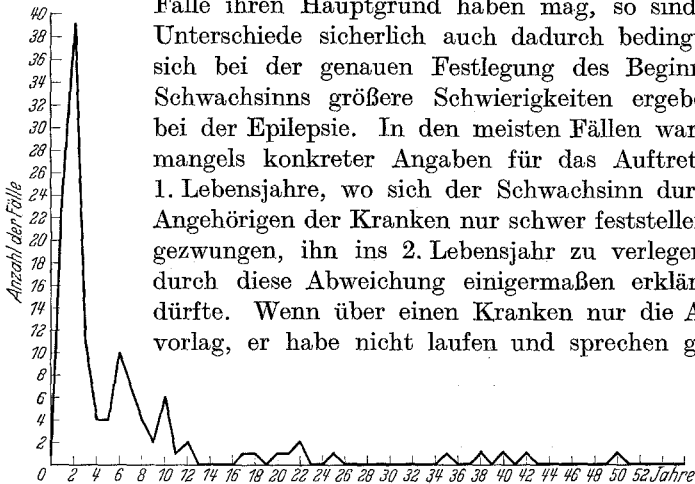 Fälle ihren Hauptgrund haben mag, so sind
Unterschiede sicherlich auch dadurch beding
sich bei der genauen Festlegung des Begin
Schwachsinns größere Schwierigkeiten ergeb
bei der Epilepsie. In den meisten Fällen war
mangels konkreter Angaben für das Auftret
1. Lebensjahre, wo sich der Schwachsinn dur
Angehörigen der Kranken nur schwer feststelle
gezwungen, ihn ins 2. Lebensjahr zu verlege
durch diese Abweichung einigermaßen erklär
dürfte. Wenn über einen Kranken nur die A
vorlag, er habe nicht laufen und sprechen g
Anzahl der Fälle
40
38
36
34
32
30
28
26
24
22
20
18
16
14
12
10
8
6
4
2
0 2 4 6 8 10 12 14 16 18 20 22 24 26 28 30 32 34 36 38 40 42 44 46 48 50 52 Jahre